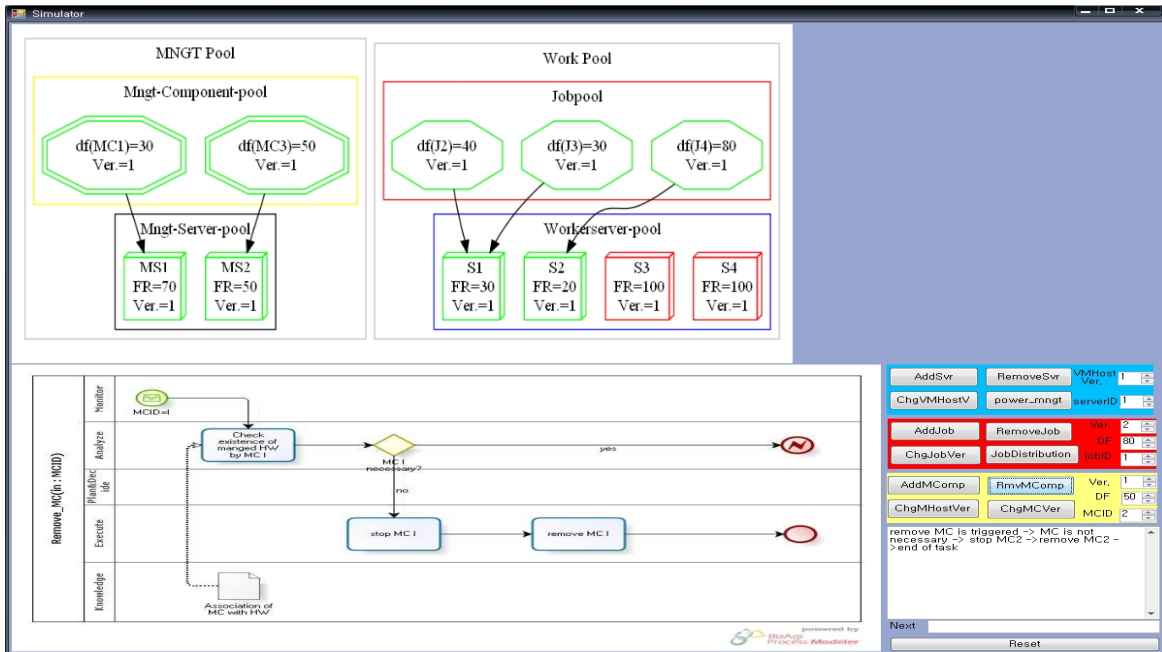 Simulator
MNGT Pool
Mngt-Component-pool
df(MC1)=30
Ver.=1
df(MC3)=50
Ver.=1
Mngt-Server-pool
MS1
FR=70
Ver.=1
MS2
FR=50
Ver.=1
Work Pool
Jobpool
df(J2)=40
Ver.=1
df(J3)=30
Ver.=1
df(J4)=80
Ver.=1
Workerserver-pool
S1
FR=30
Ver.=1
S2
FR=20
Ver.=1
S3
FR=100
Ver.=1
S4
FR=100
Ver.=1
Remove_MC(in : MCID)
Monitor
MCID=I
Analyze
Check
existence of
manged HW
by MC I
MC I
necessary?
yes
Plan&Dec
ide
no
Execute
stop MC I
remove MC I
Knowledge
Association of
MC with HW
powered by
BizAgi
Process Modeler
AddSvr
RemoveSvr
VMHost
Ver,
1
ChgVMHostV
power_mngt
serverID
1
AddJob
RemoveJob
Ver,
2
DF
80
ChgJobVer
JobDistribution
jobID
1
AddMComp
RmvMComp
Ver,
1
DF
50
ChgMHostVer
ChgMCVer
MCID
2
remove MC is triggered -> MC is not
necessary -> stop MC2 ->remove MC2 -
>end of task
Next
Reset